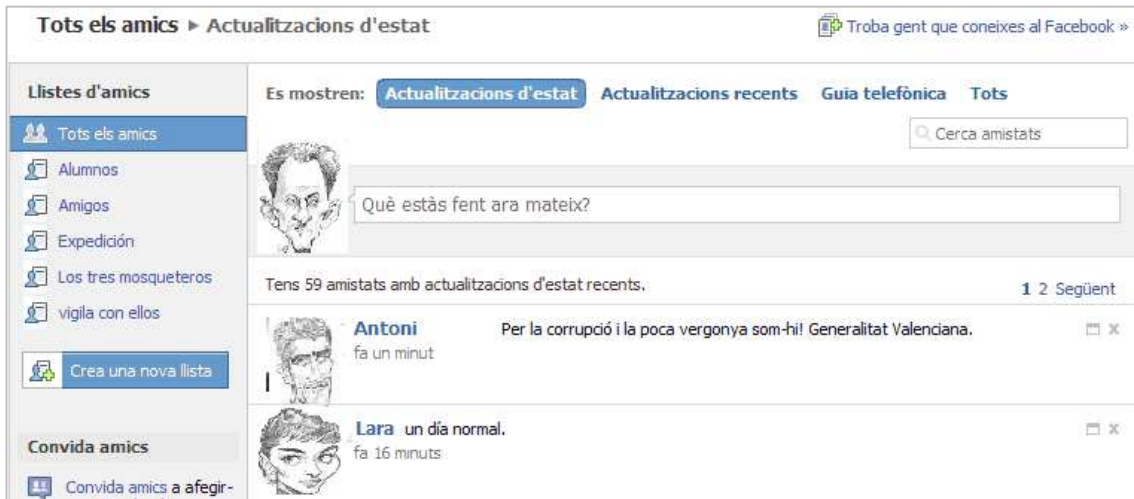 Tots els amics ▸ Actualitzacions d'estat
Troba gent que coneixes al Facebook »
Llistes d'amics
Tots els amics
Alumnos
Amigos
Expedición
Los tres mosqueteros
vigila con ellos
Crea una nova llista
Convida amics
Convida amics a afegir-
Es mostren: Actualitzacions d'estat Actualitzacions recents Guia telefònica Tots
Cerca amistats
Què estàs fent ara mateix?
Tens 59 amistats amb actualitzacions d'estat recents.
1 2 Següent
Antoni Per la corrupció i la poca vergonya som-hi! Generalitat Valenciana.
fa un minut
Lara un día normal.
fa 16 minuts